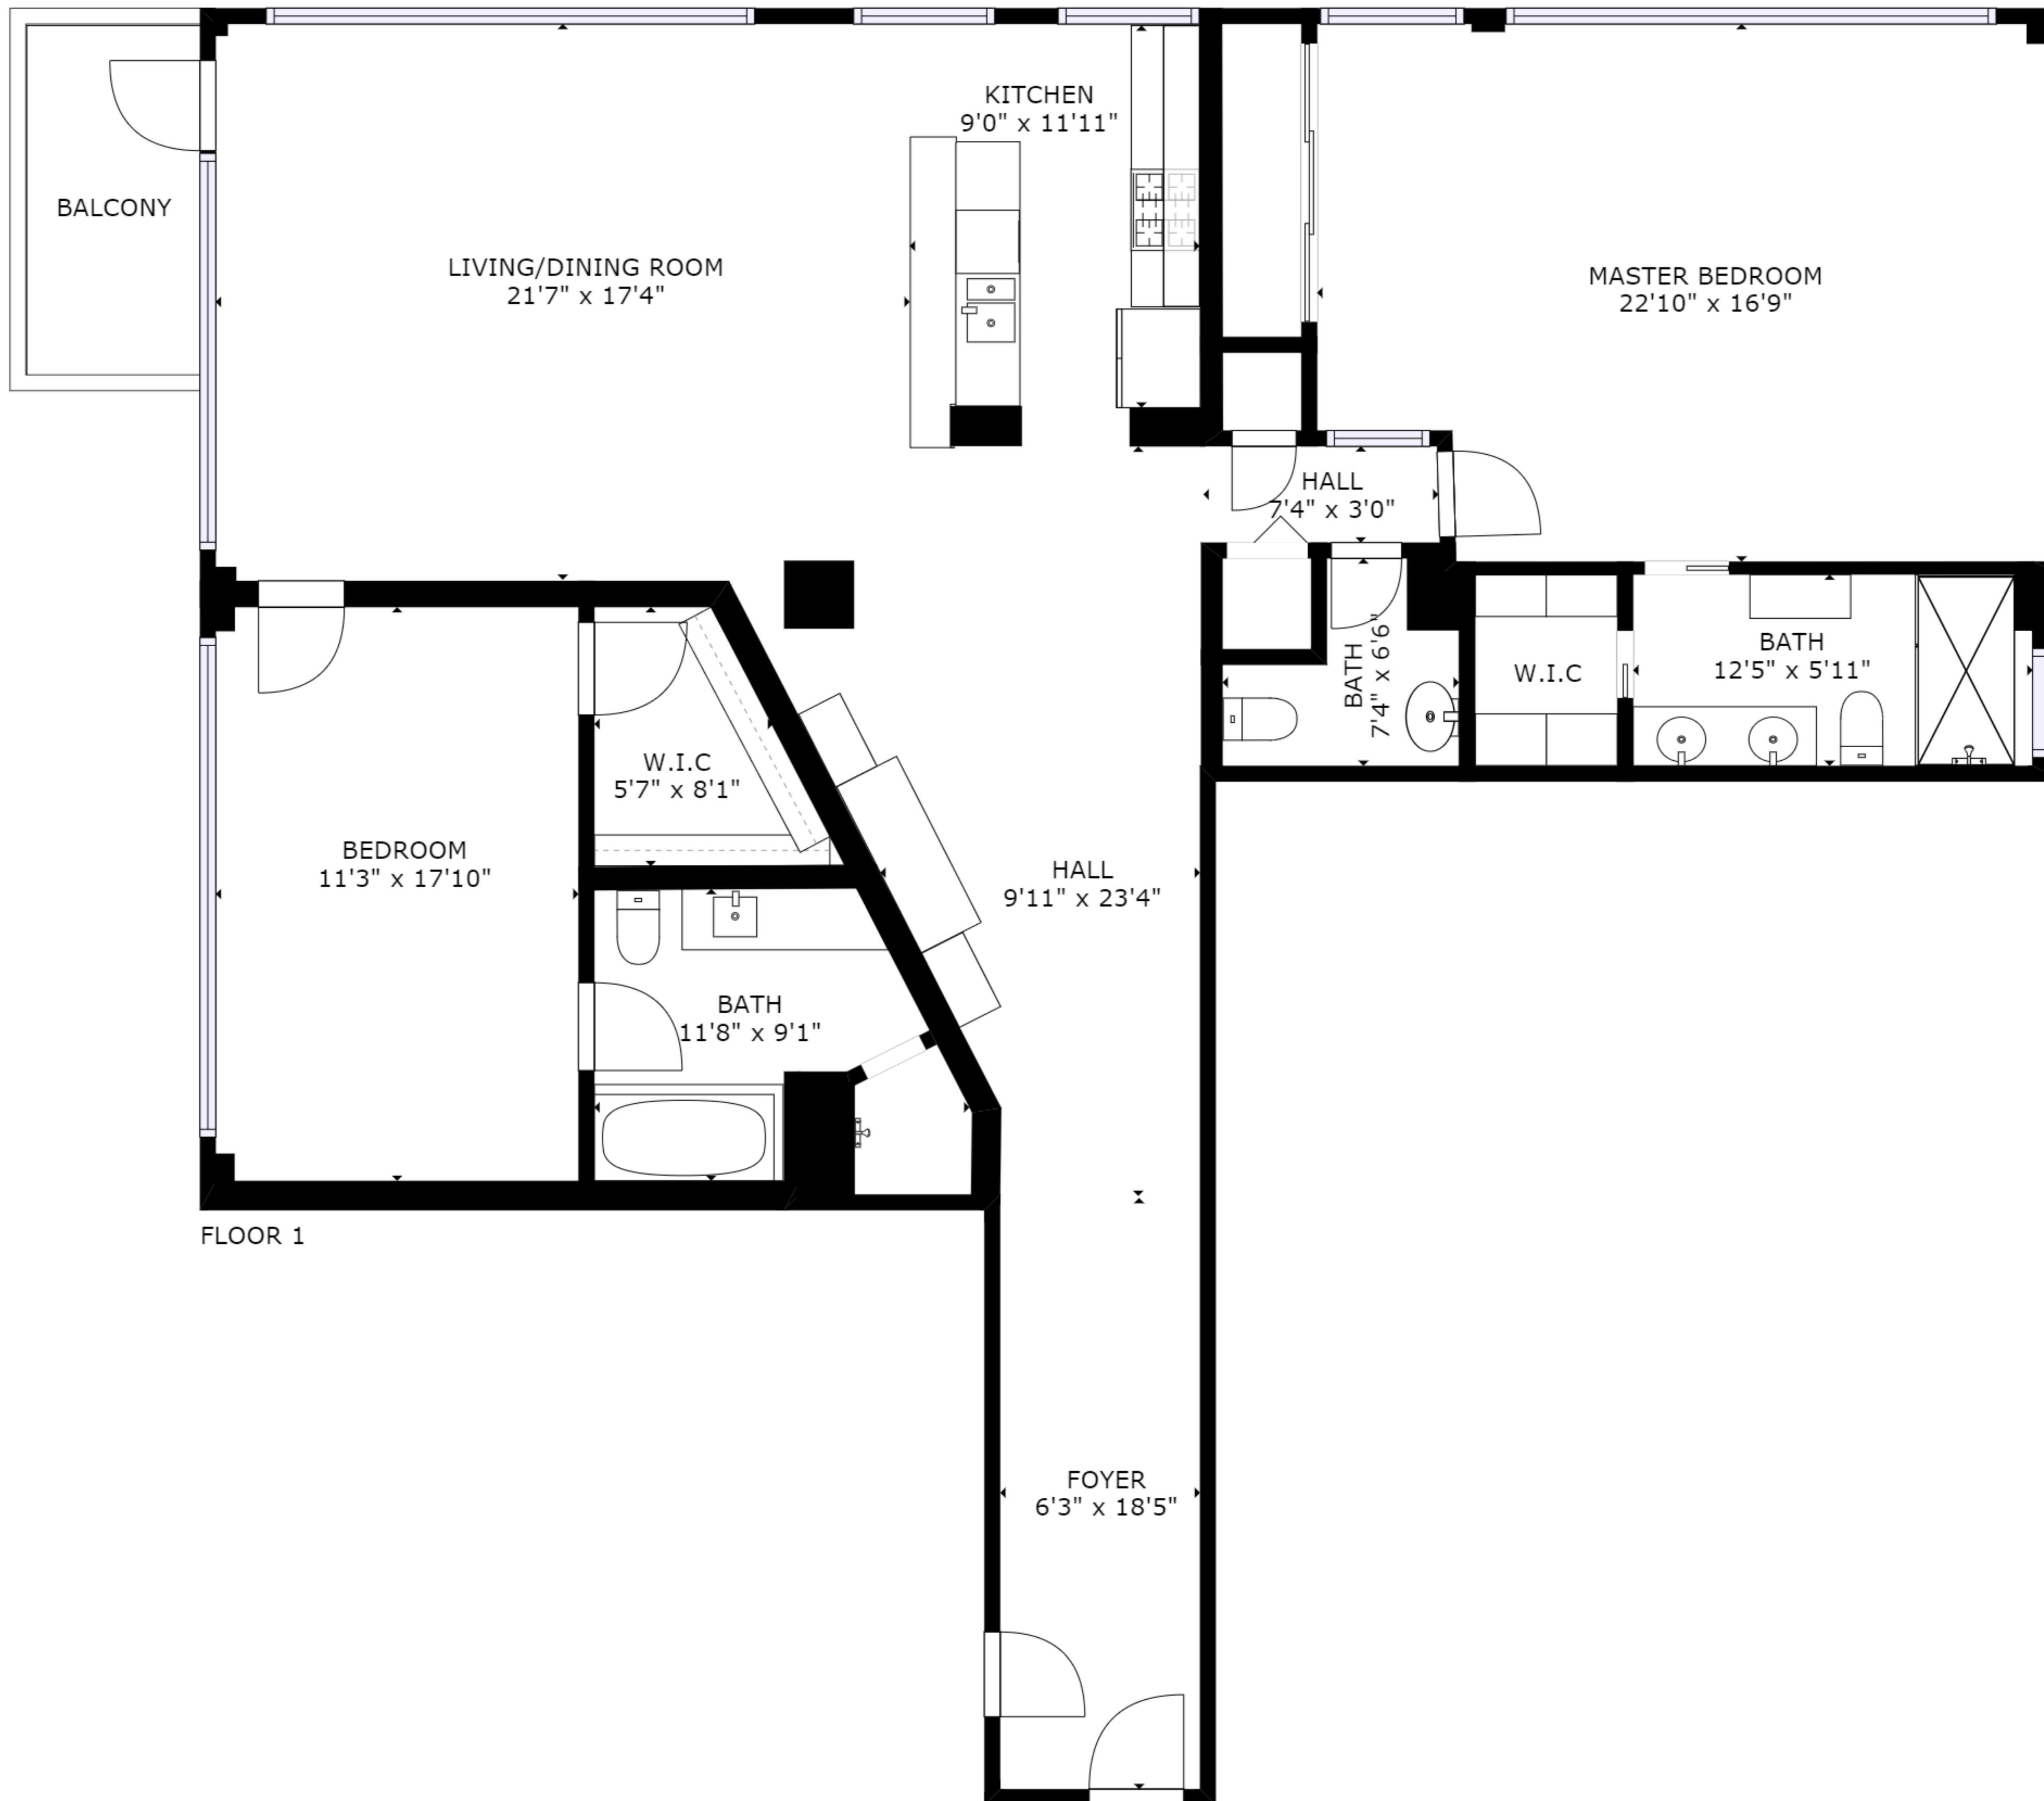 KITCHEN
9'0" x 11'11"
BALCONY
LIVING/DINING ROOM
21'7" x 17'4"
MASTER BEDROOM
22'10" x 16'9"
HALL
7'4" x 3'0"
BATH
7'4" x 6'6"
W.I.C
BATH
12'5" x 5'11"
W.I.C
5'7" x 8'1"
BEDROOM
11'3" x 17'10"
HALL
9'11" x 23'4"
BATH
11'8" x 9'1"
FLOOR 1
FOYER
6'3" x 18'5"